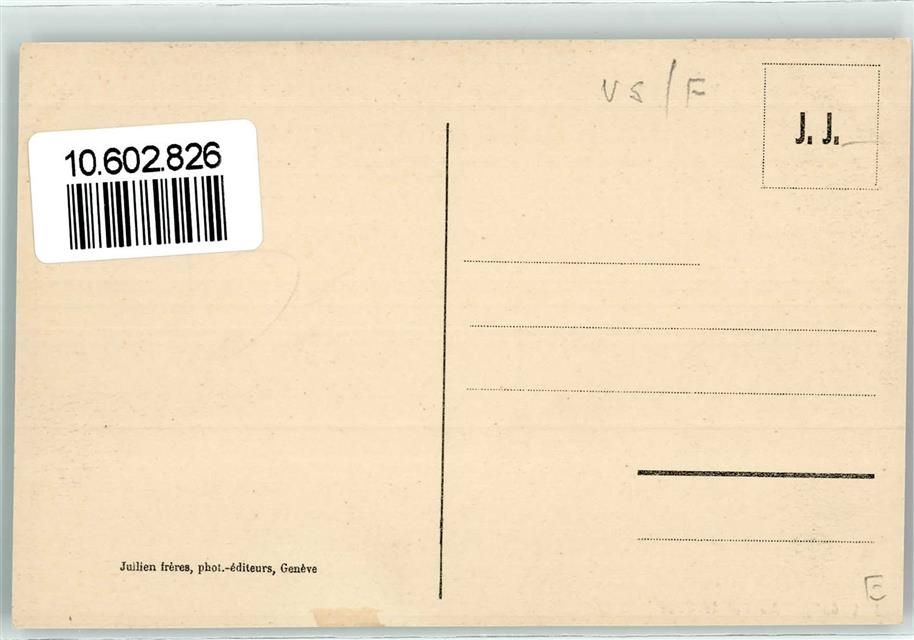 VS/F
J. J.
10.602.826
Jullien frères, phot.-éditeurs, Genève
E